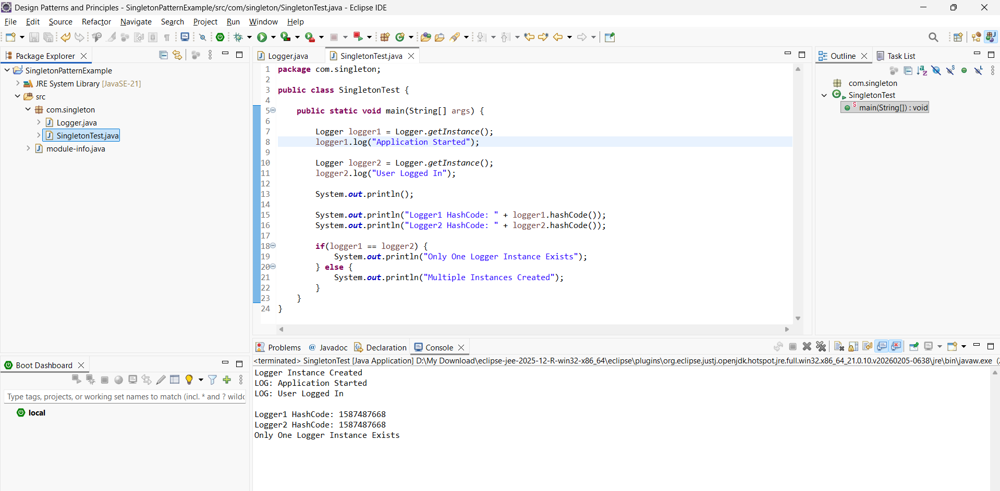 Design Patterns and Principles - SingletonPatternExample/src/com/singleton/SingletonTest.java - Eclipse IDE
File Edit Source Refactor Navigate Search Project Run Window Help
Package Explorer
SingletonPatternExample
JRE System Library [JavaSE-21]
src
com.singleton
Logger.java
SingletonTest.java
module-info.java
Logger.java SingletonTest.java
1 package com.singleton;
2
3 public class SingletonTest {
4
5 public static void main(String[] args) {
6
7 Logger logger1 = Logger.getInstance();
8 logger1.log("Application Started");
9
10 Logger logger2 = Logger.getInstance();
11 logger2.log("User Logged In");
12
13 System.out.println();
14
15 System.out.println("Logger1 HashCode: " + logger1.hashCode());
16 System.out.println("Logger2 HashCode: " + logger2.hashCode());
17
18 if(logger1 == logger2) {
19 System.out.println("Only One Logger Instance Exists");
20 } else {
21 System.out.println("Multiple Instances Created");
22 }
23 }
24 }
Outline Task List
com.singleton
SingletonTest
main(String[]) : void
Boot Dashboard
Type tags, projects, or working set names to match (incl. * and ? wildc
local
Problems @ Javadoc Declaration Console
<terminated> SingletonTest [Java Application] D:\My Download\eclipse-jee-2025-12-R-win32-x86_64\eclipse\plugins\org.eclipse.justj.openjdk.hotspot.jre.full.win32.x86_64_21.0.10.v20260205-0638\jre\bin\javaw.exe
Logger Instance Created
LOG: Application Started
LOG: User Logged In
Logger1 HashCode: 1587487668
Logger2 HashCode: 1587487668
Only One Logger Instance Exists